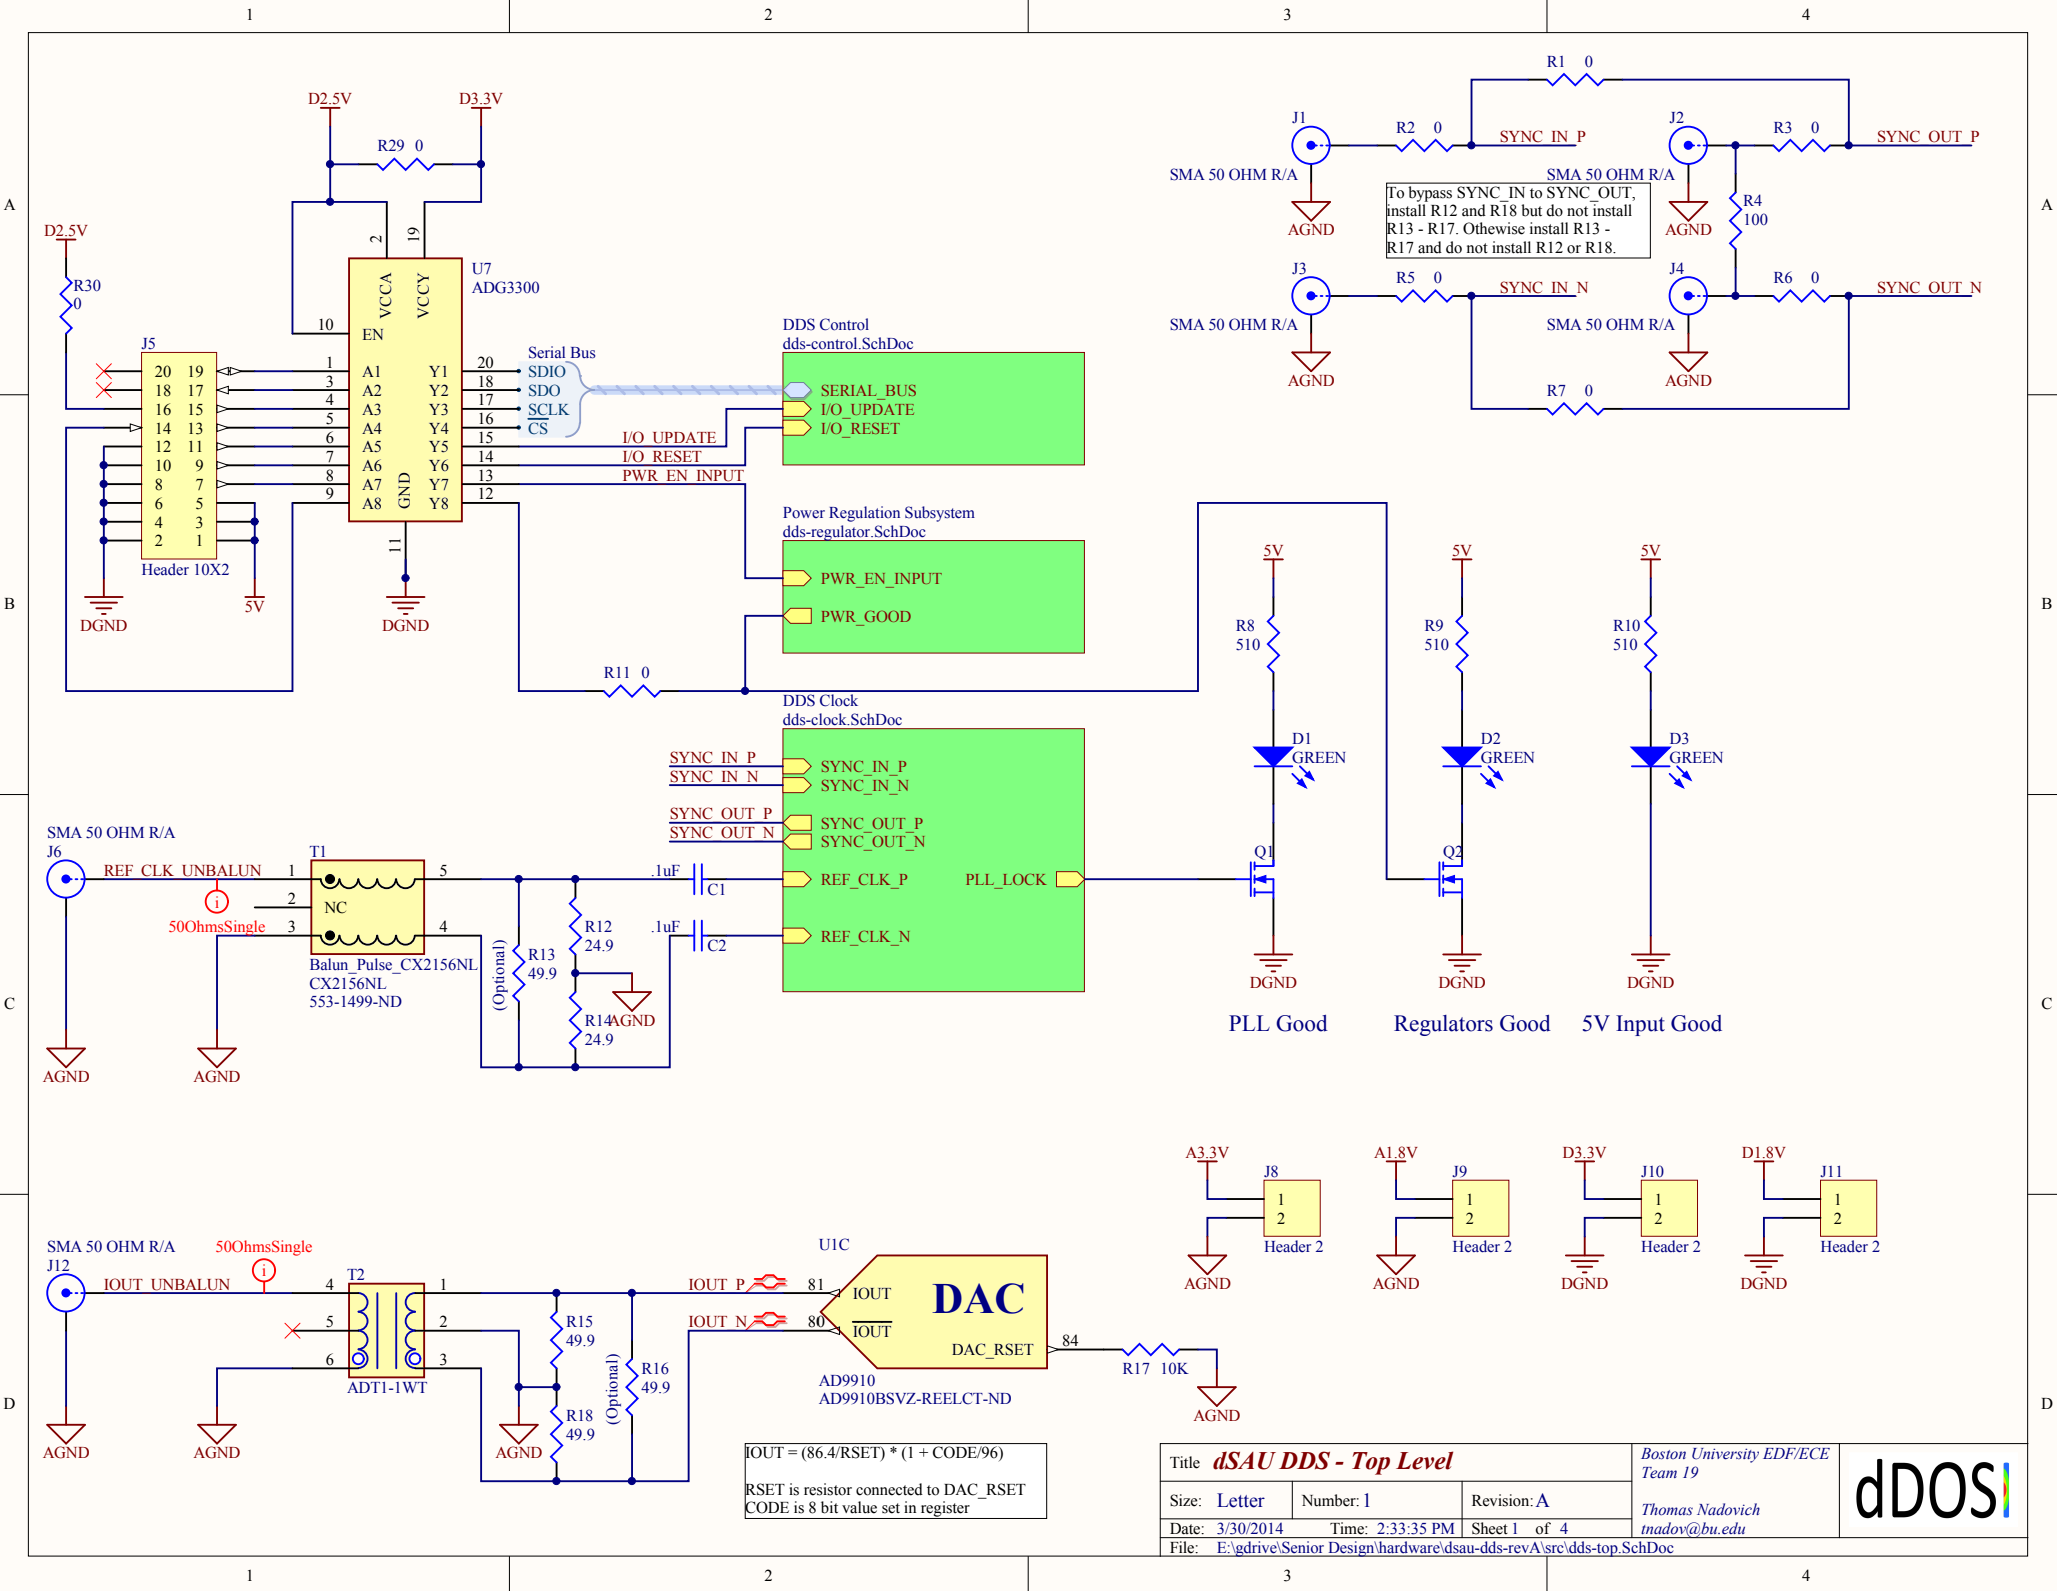 1 2 3 4
A
B
C
D
A
B
C
D
1 2 3 4
D2.5V D3.3V
R29 0
2 19
D2.5V
R30
0
U7
ADG3300
VCCA VCCY
10 EN
J5
20 19 1 A1 Y1 20 SDIO
18 17 3 A2 Y2 18 SDO
16 15 4 A3 Y3 17 SCLK
14 13 5 A4 Y4 16 CS
12 11 6 A5 Y5 15 I/O_UPDATE
10 9 7 A6 Y6 14 I/O_RESET
8 7 8 A7 Y7 13 PWR_EN_INPUT
6 5 9 A8 Y8 12
4 3
2 1
GND
11
Header 10X2
5V
DGND
DGND
Serial Bus
DDS Control
dds-control.SchDoc
SERIAL_BUS
I/O_UPDATE
I/O_RESET
Power Regulation Subsystem
dds-regulator.SchDoc
PWR_EN_INPUT
PWR_GOOD
R11 0
R1 0
J1
R2 0
SYNC_IN_P
SMA 50 OHM R/A
AGND
J2
R3 0
SYNC_OUT_P
SMA 50 OHM R/A
AGND
R4
100
To bypass SYNC_IN to SYNC_OUT,
install R12 and R18 but do not install
R13 - R17. Othewise install R13 -
R17 and do not install R12 or R18.
J3
R5 0
SYNC_IN_N
SMA 50 OHM R/A
AGND
J4
R6 0
SYNC_OUT_N
SMA 50 OHM R/A
AGND
R7 0
5V 5V 5V
R8
510
R9
510
R10
510
D1
GREEN
D2
GREEN
D3
GREEN
Q1
Q2
DGND DGND DGND
PLL Good Regulators Good 5V Input Good
DDS Clock
dds-clock.SchDoc
SYNC_IN_P SYNC_IN_P
SYNC_IN_N SYNC_IN_N
SYNC_OUT_P SYNC_OUT_P
SYNC_OUT_N SYNC_OUT_N
REF_CLK_P PLL_LOCK
REF_CLK_N
SMA 50 OHM R/A
J6
REF_CLK_UNBALUN
50OhmsSingle
T1
1 5
2 NC
3 4
Balun_Pulse_CX2156NL
CX2156NL
553-1499-ND
AGND AGND
(Optional)
R13
49.9
R12
24.9
R14
24.9
AGND
.1uF C1
.1uF C2
A3.3V
J8
1
2
Header 2
AGND
A1.8V
J9
1
2
Header 2
AGND
D3.3V
J10
1
2
Header 2
DGND
D1.8V
J11
1
2
Header 2
DGND
SMA 50 OHM R/A
J12
IOUT_UNBALUN
50OhmsSingle
T2
4 1
5 2
6 3
ADT1-1WT
AGND AGND AGND
R15
49.9
R18
49.9
(Optional)
R16
49.9
IOUT_P 81 IOUT
IOUT_N 80 IOUT
U1C
DAC
DAC_RSET 84
AD9910
AD9910BSVZ-REELCT-ND
R17 10K
AGND
IOUT = (86.4/RSET) * (1 + CODE/96)
RSET is resistor connected to DAC_RSET
CODE is 8 bit value set in register
Title dSAU DDS - Top Level
Size: Letter Number: 1 Revision: A
Date: 3/30/2014 Time: 2:33:35 PM Sheet 1 of 4
File: E:\gdrive\Senior Design\hardware\dsau-dds-revA\src\dds-top.SchDoc
Boston University EDF/ECE
Team 19
Thomas Nadovich
tnadov@bu.edu
dDOS